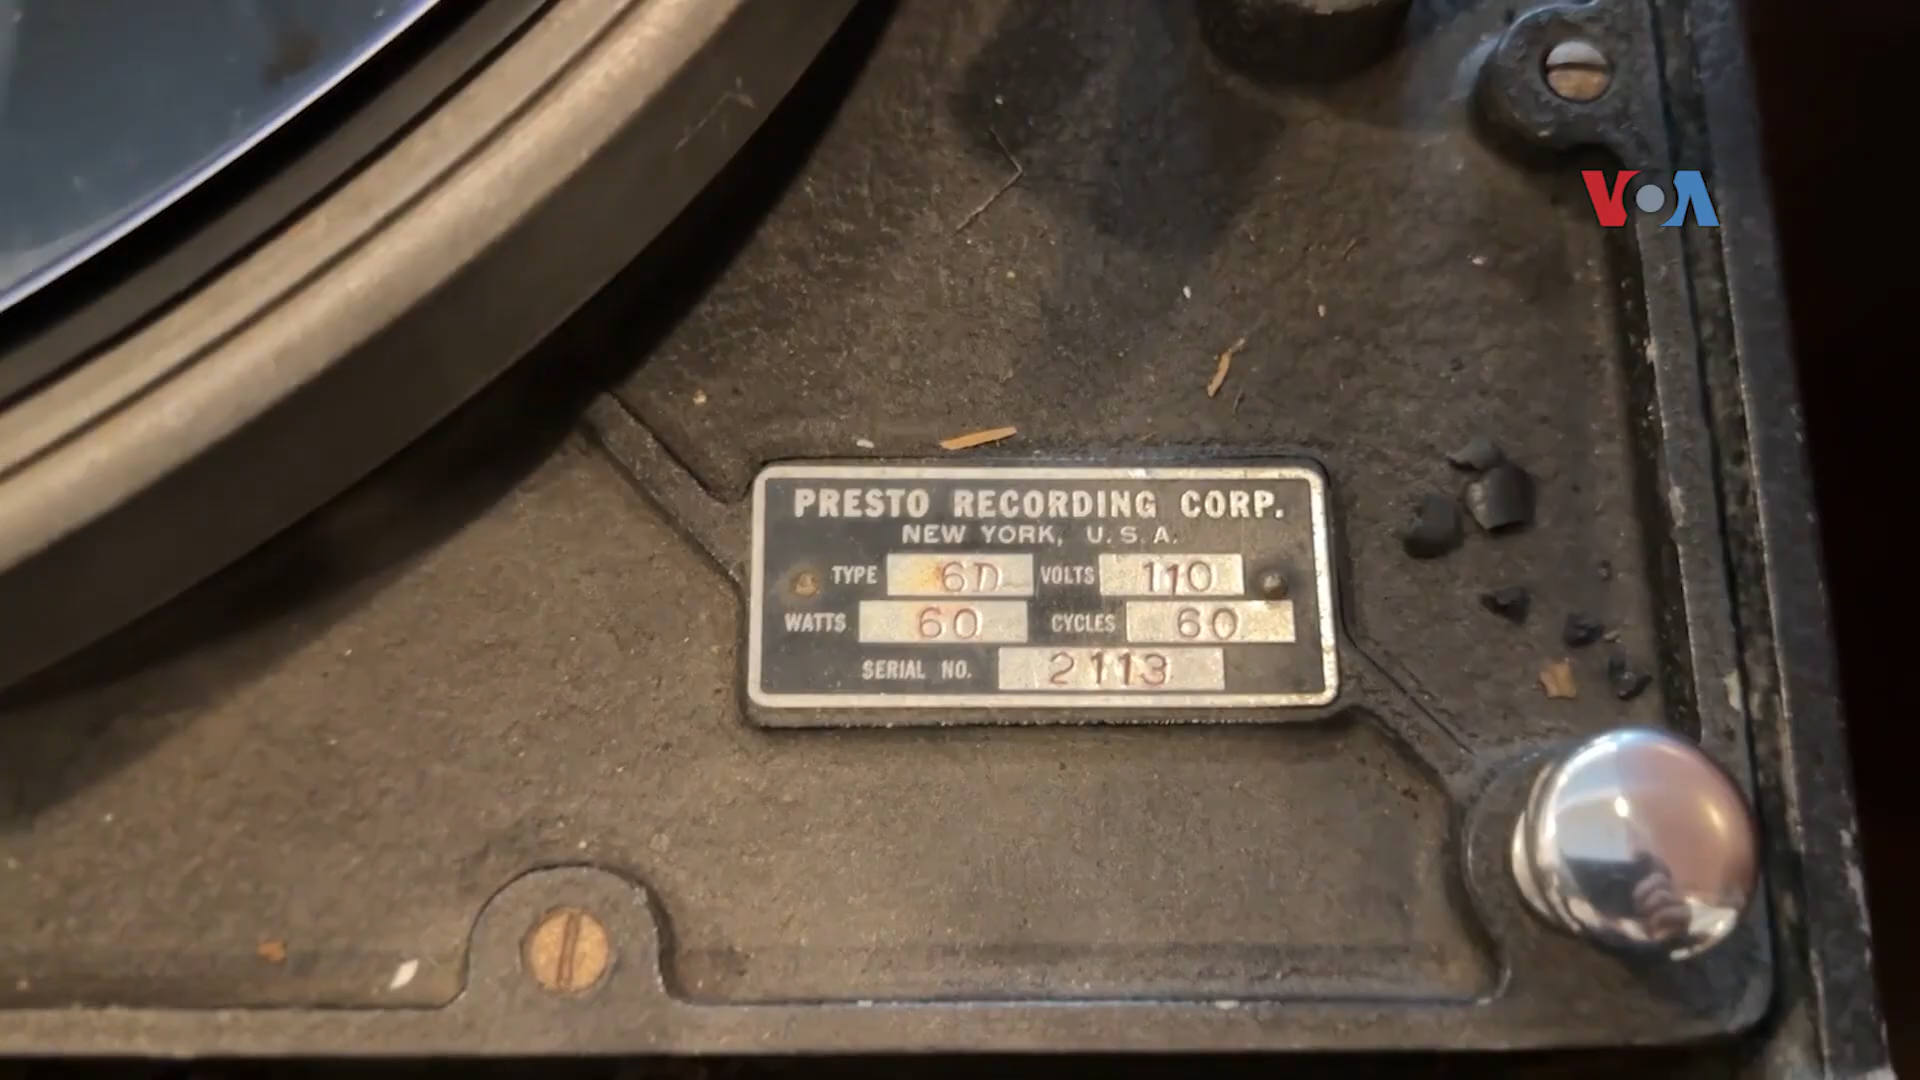 VOA
PRESTO RECORDING CORP.
NEW YORK, U.S.A.
TYPE 6D VOLTS 110
WATTS 60 CYCLES 60
SERIAL NO. 2113